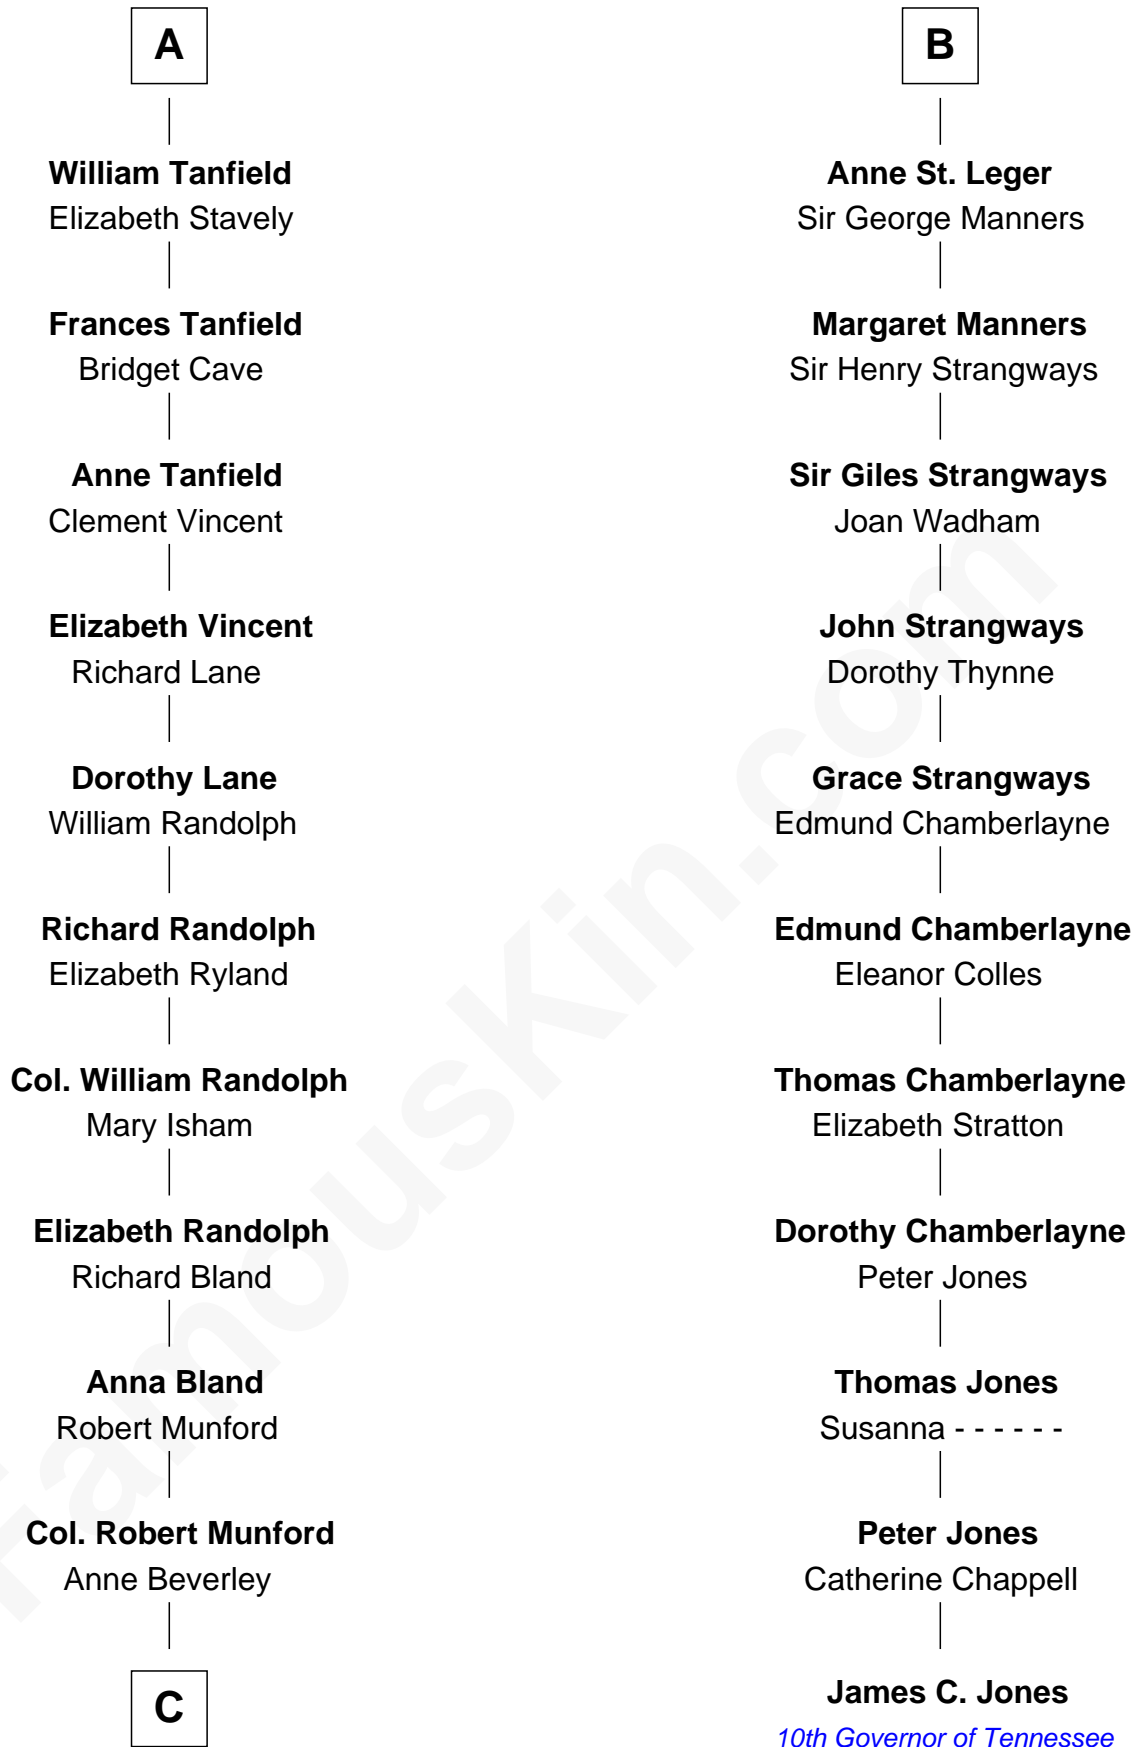 A
William Tanfield
Elizabeth Stavely
Frances Tanfield
Bridget Cave
Anne Tanfield
Clement Vincent
Elizabeth Vincent
Richard Lane
Dorothy Lane
William Randolph
Richard Randolph
Elizabeth Ryland
Col. William Randolph
Mary Isham
Elizabeth Randolph
Richard Bland
Anna Bland
Robert Munford
Col. Robert Munford
Anne Beverley
C
B
Anne St. Leger
Sir George Manners
Margaret Manners
Sir Henry Strangways
Sir Giles Strangways
Joan Wadham
John Strangways
Dorothy Thynne
Grace Strangways
Edmund Chamberlayne
Edmund Chamberlayne
Eleanor Colles
Thomas Chamberlayne
Elizabeth Stratton
Dorothy Chamberlayne
Peter Jones
Thomas Jones
Susanna - - - - - -
Peter Jones
Catherine Chappell
James C. Jones
10th Governor of Tennessee
FamousKin.com